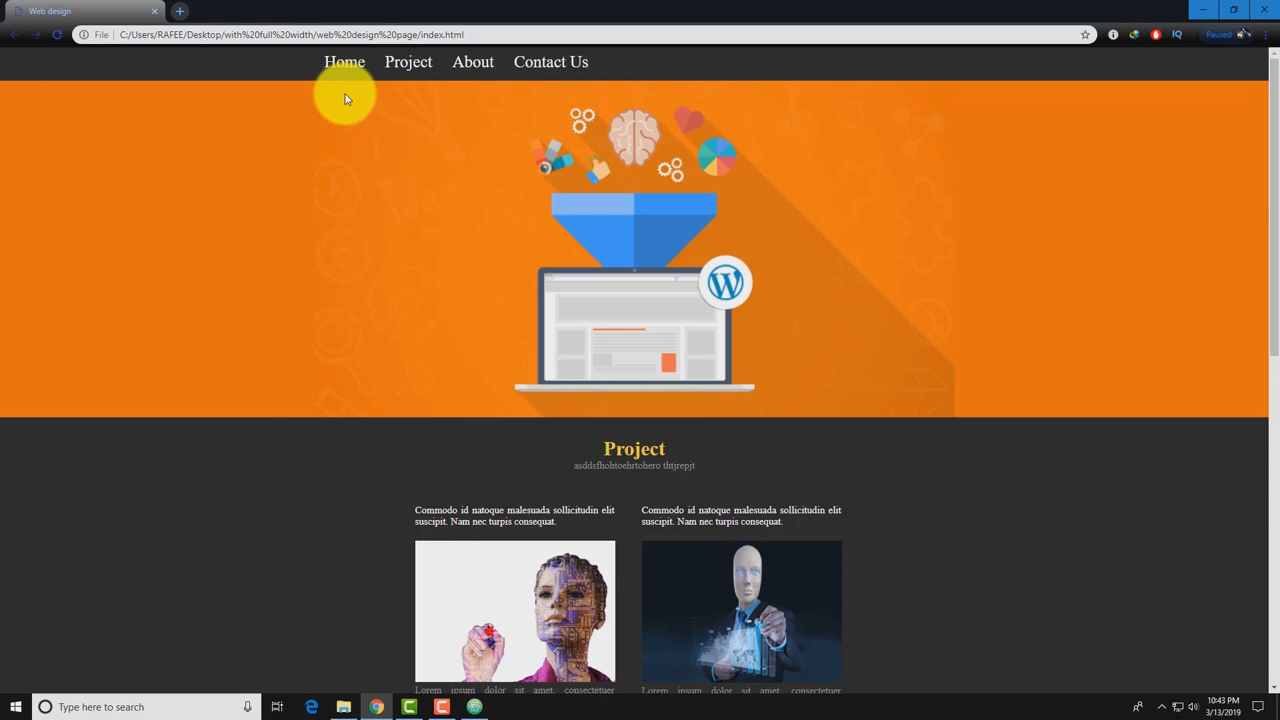 Web design
File
C:/Users/RAFEE/Desktop/with%20full%20width/web%20design%20page/index.html
IQ
Paused
Home Project About Contact Us
Project
asddsfhohtoehrtohero thtjrepjt
Commodo id natoque malesuada sollicitudin elit
suscipit. Nam nec turpis consequat.
Commodo id natoque malesuada sollicitudin elit
suscipit. Nam nec turpis consequat.
Lorem ipsum dolor sit amet, consectetuer
Lorem ipsum dolor sit amet, consectetuer
Type here to search
10:43 PM
3/13/2019